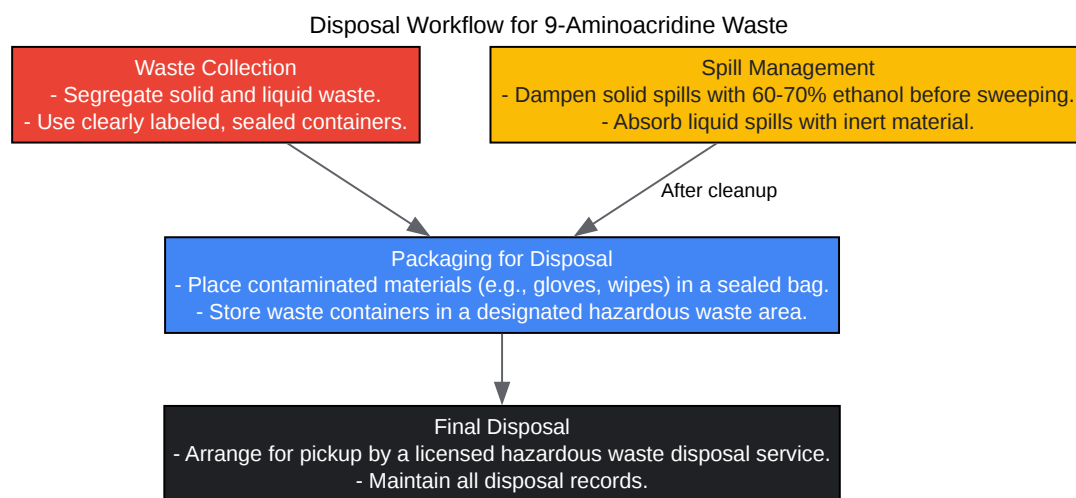 Disposal Workflow for 9-Aminoacridine Waste
Waste Collection
- Segregate solid and liquid waste.
- Use clearly labeled, sealed containers.
Spill Management
- Dampen solid spills with 60-70% ethanol before sweeping.
- Absorb liquid spills with inert material.
After cleanup
Packaging for Disposal
- Place contaminated materials (e.g., gloves, wipes) in a sealed bag.
- Store waste containers in a designated hazardous waste area.
Final Disposal
- Arrange for pickup by a licensed hazardous waste disposal service.
- Maintain all disposal records.